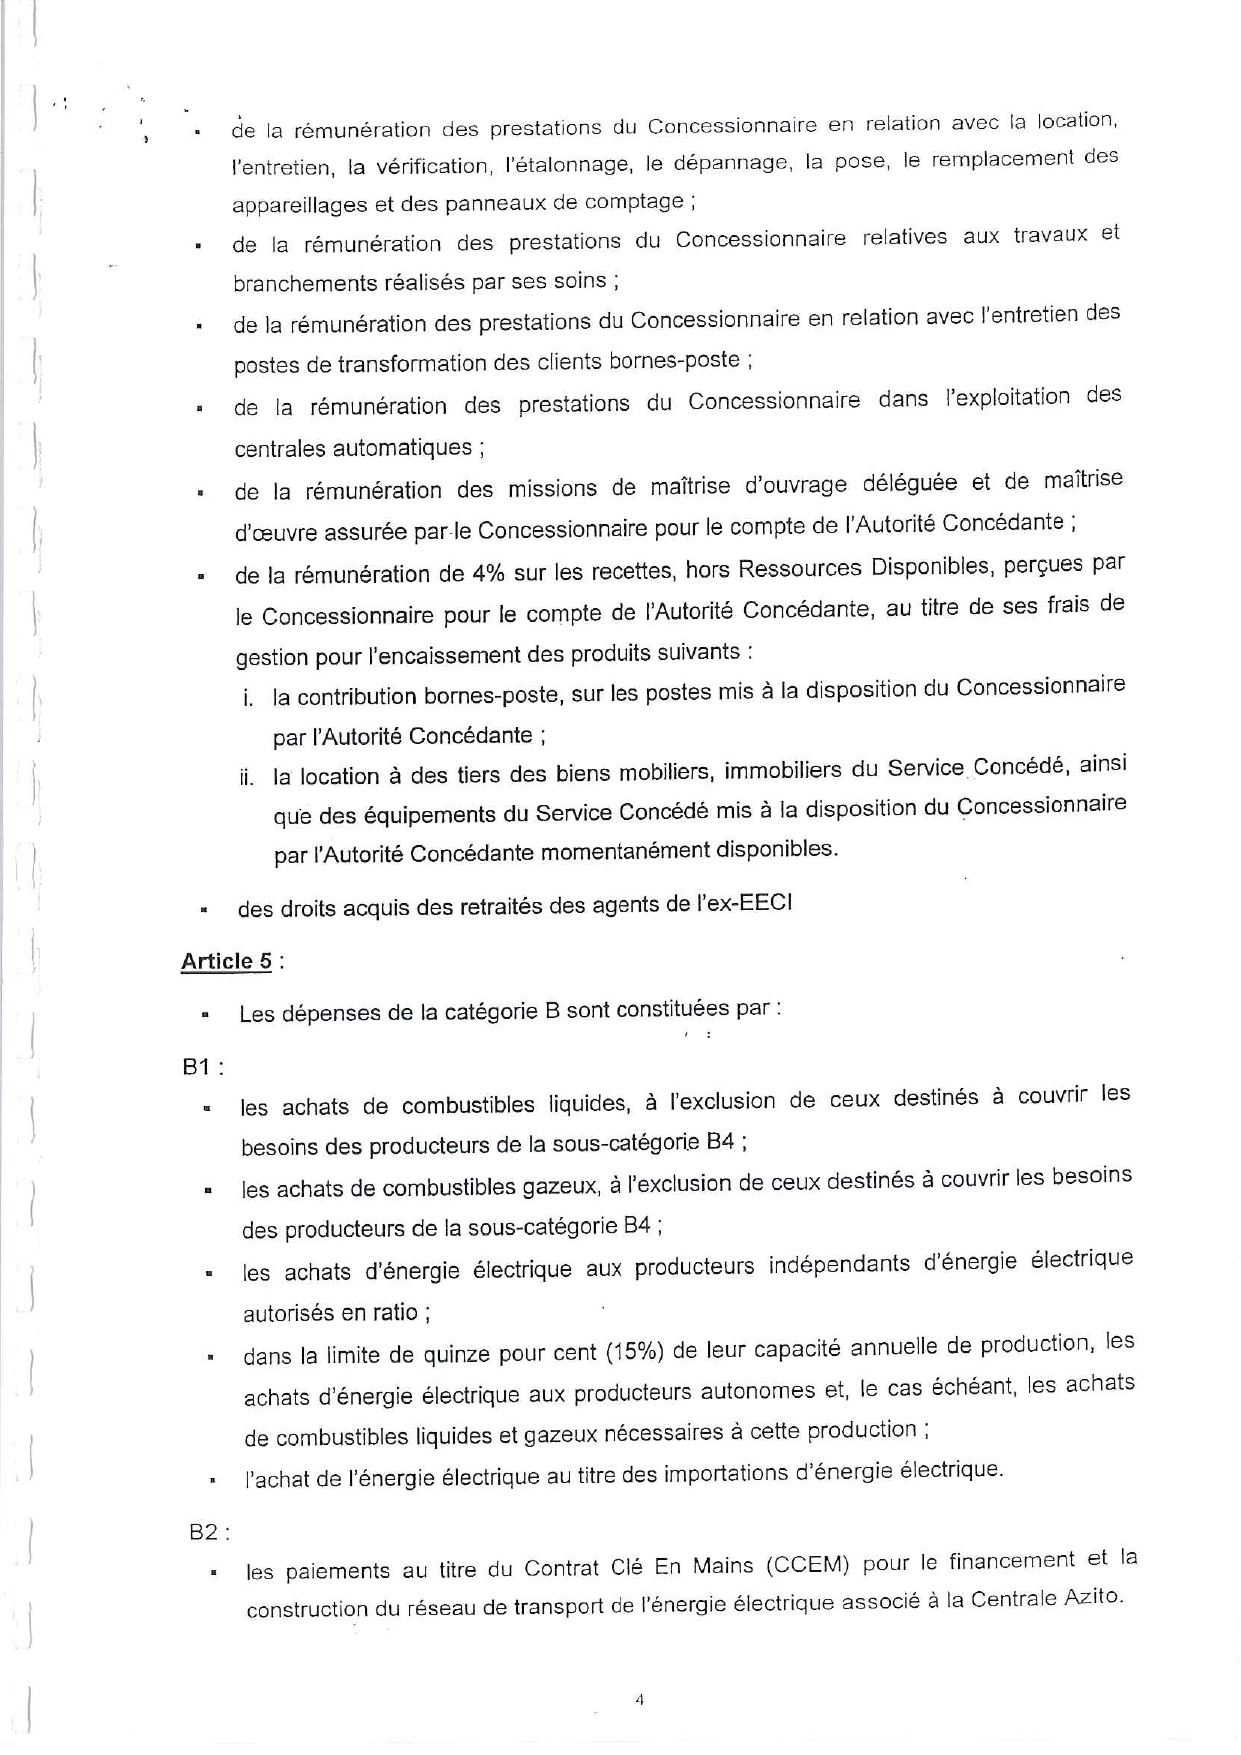 ▪ de la rémunération des prestations du Concessionnaire en relation avec la location,
l'entretien, la vérification, l'étalonnage, le dépannage, la pose, le remplacement des
appareillages et des panneaux de comptage ;
▪ de la rémunération des prestations du Concessionnaire relatives aux travaux et
branchements réalisés par ses soins ;
▪ de la rémunération des prestations du Concessionnaire en relation avec l'entretien des
postes de transformation des clients bornes-poste ;
▪ de la rémunération des prestations du Concessionnaire dans l'exploitation des
centrales automatiques ;
▪ de la rémunération des missions de maîtrise d'ouvrage déléguée et de maîtrise
d'œuvre assurée par le Concessionnaire pour le compte de l'Autorité Concédante ;
▪ de la rémunération de 4% sur les recettes, hors Ressources Disponibles, perçues par
le Concessionnaire pour le compte de l'Autorité Concédante, au titre de ses frais de
gestion pour l'encaissement des produits suivants :
i. la contribution bornes-poste, sur les postes mis à la disposition du Concessionnaire
par l'Autorité Concédante ;
ii. la location à des tiers des biens mobiliers, immobiliers du Service Concédé, ainsi
que des équipements du Service Concédé mis à la disposition du Concessionnaire
par l'Autorité Concédante momentanément disponibles.
▪ des droits acquis des retraités des agents de l'ex-EECI
Article 5 :
▪ Les dépenses de la catégorie B sont constituées par :
B1 :
▪ les achats de combustibles liquides, à l'exclusion de ceux destinés à couvrir les
besoins des producteurs de la sous-catégorie B4 ;
▪ les achats de combustibles gazeux, à l'exclusion de ceux destinés à couvrir les besoins
des producteurs de la sous-catégorie B4 ;
▪ les achats d'énergie électrique aux producteurs indépendants d'énergie électrique
autorisés en ratio ;
▪ dans la limite de quinze pour cent (15%) de leur capacité annuelle de production, les
achats d'énergie électrique aux producteurs autonomes et, le cas échéant, les achats
de combustibles liquides et gazeux nécessaires à cette production ;
▪ l'achat de l'énergie électrique au titre des importations d'énergie électrique.
B2 :
▪ les paiements au titre du Contrat Clé En Mains (CCEM) pour le financement et la
construction du réseau de transport de l'énergie électrique associé à la Centrale Azito.
4